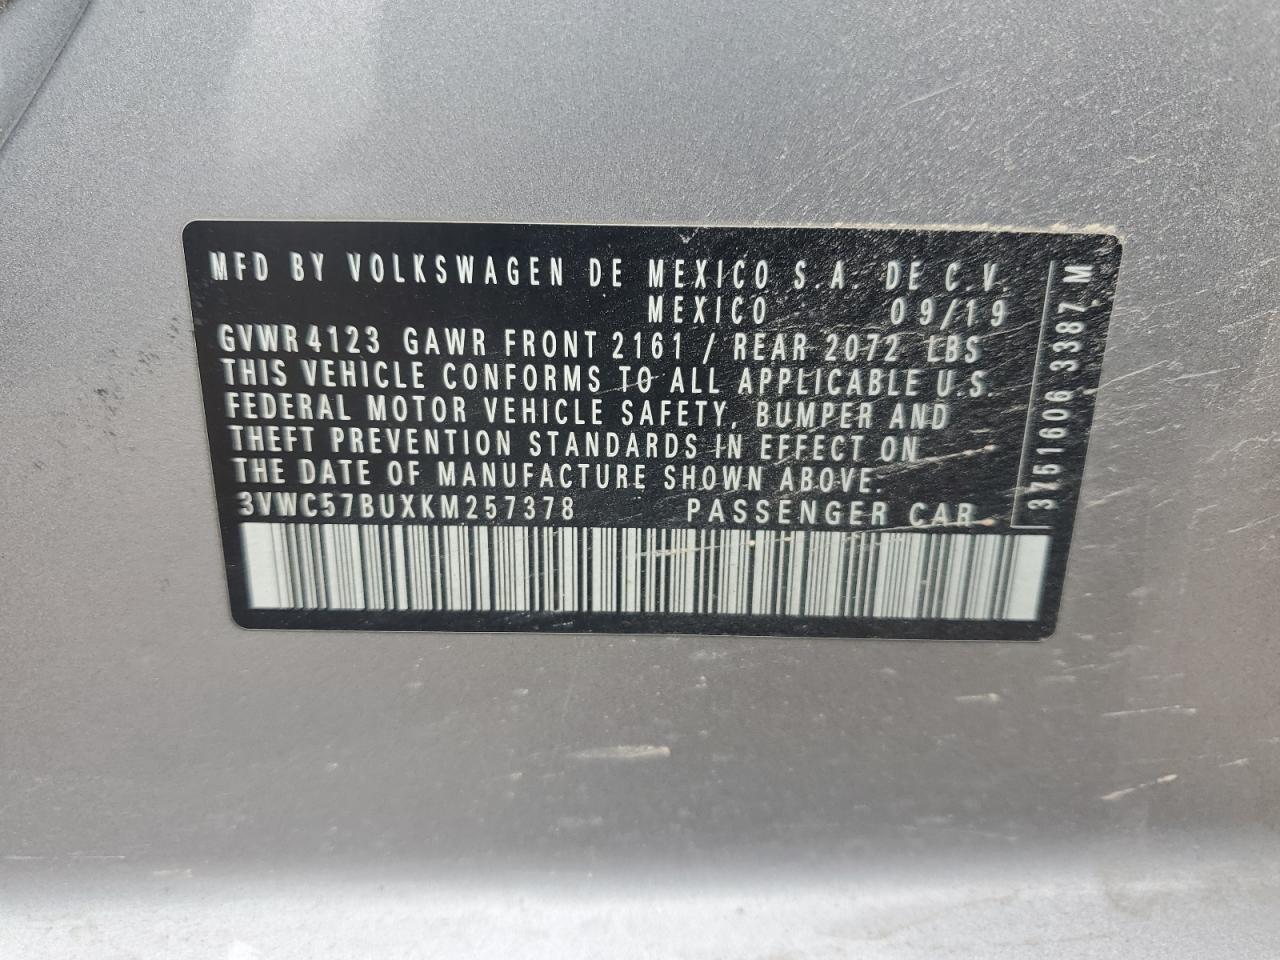 MFD BY VOLKSWAGEN DE MEXICO S.A. DE C.V.
MEXICO 09/19
GVWR 4123 GAWR FRONT 2161 / REAR 2072 LBS
THIS VEHICLE CONFORMS TO ALL APPLICABLE U.S.
FEDERAL MOTOR VEHICLE SAFETY, BUMPER AND
THEFT PREVENTION STANDARDS IN EFFECT ON
THE DATE OF MANUFACTURE SHOWN ABOVE.
3VWC57BUXKM257378 PASSENGER CAR
3761606 3387 M